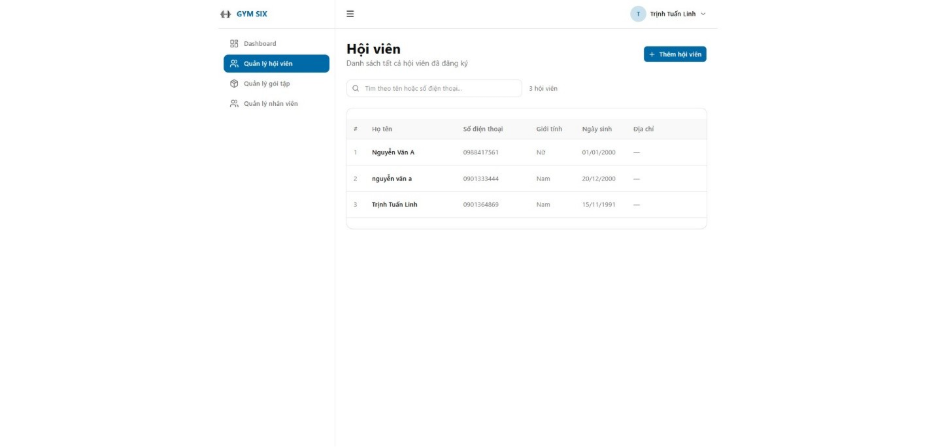 GYM SIX
T Trịnh Tuấn Linh
Dashboard
Quản lý hội viên
Quản lý gói tập
Quản lý nhân viên
Hội viên
Danh sách tất cả hội viên đã đăng ký
+ Thêm hội viên
Tìm theo tên hoặc số điện thoại..
3 hội viên
# Họ tên Số điện thoại Giới tính Ngày sinh Địa chỉ
1 Nguyễn Văn A 0983417561 Nữ 01/01/2000 —
2 nguyễn văn a 0901333444 Nam 20/12/2000 —
3 Trịnh Tuấn Linh 0901364869 Nam 15/11/1991 —